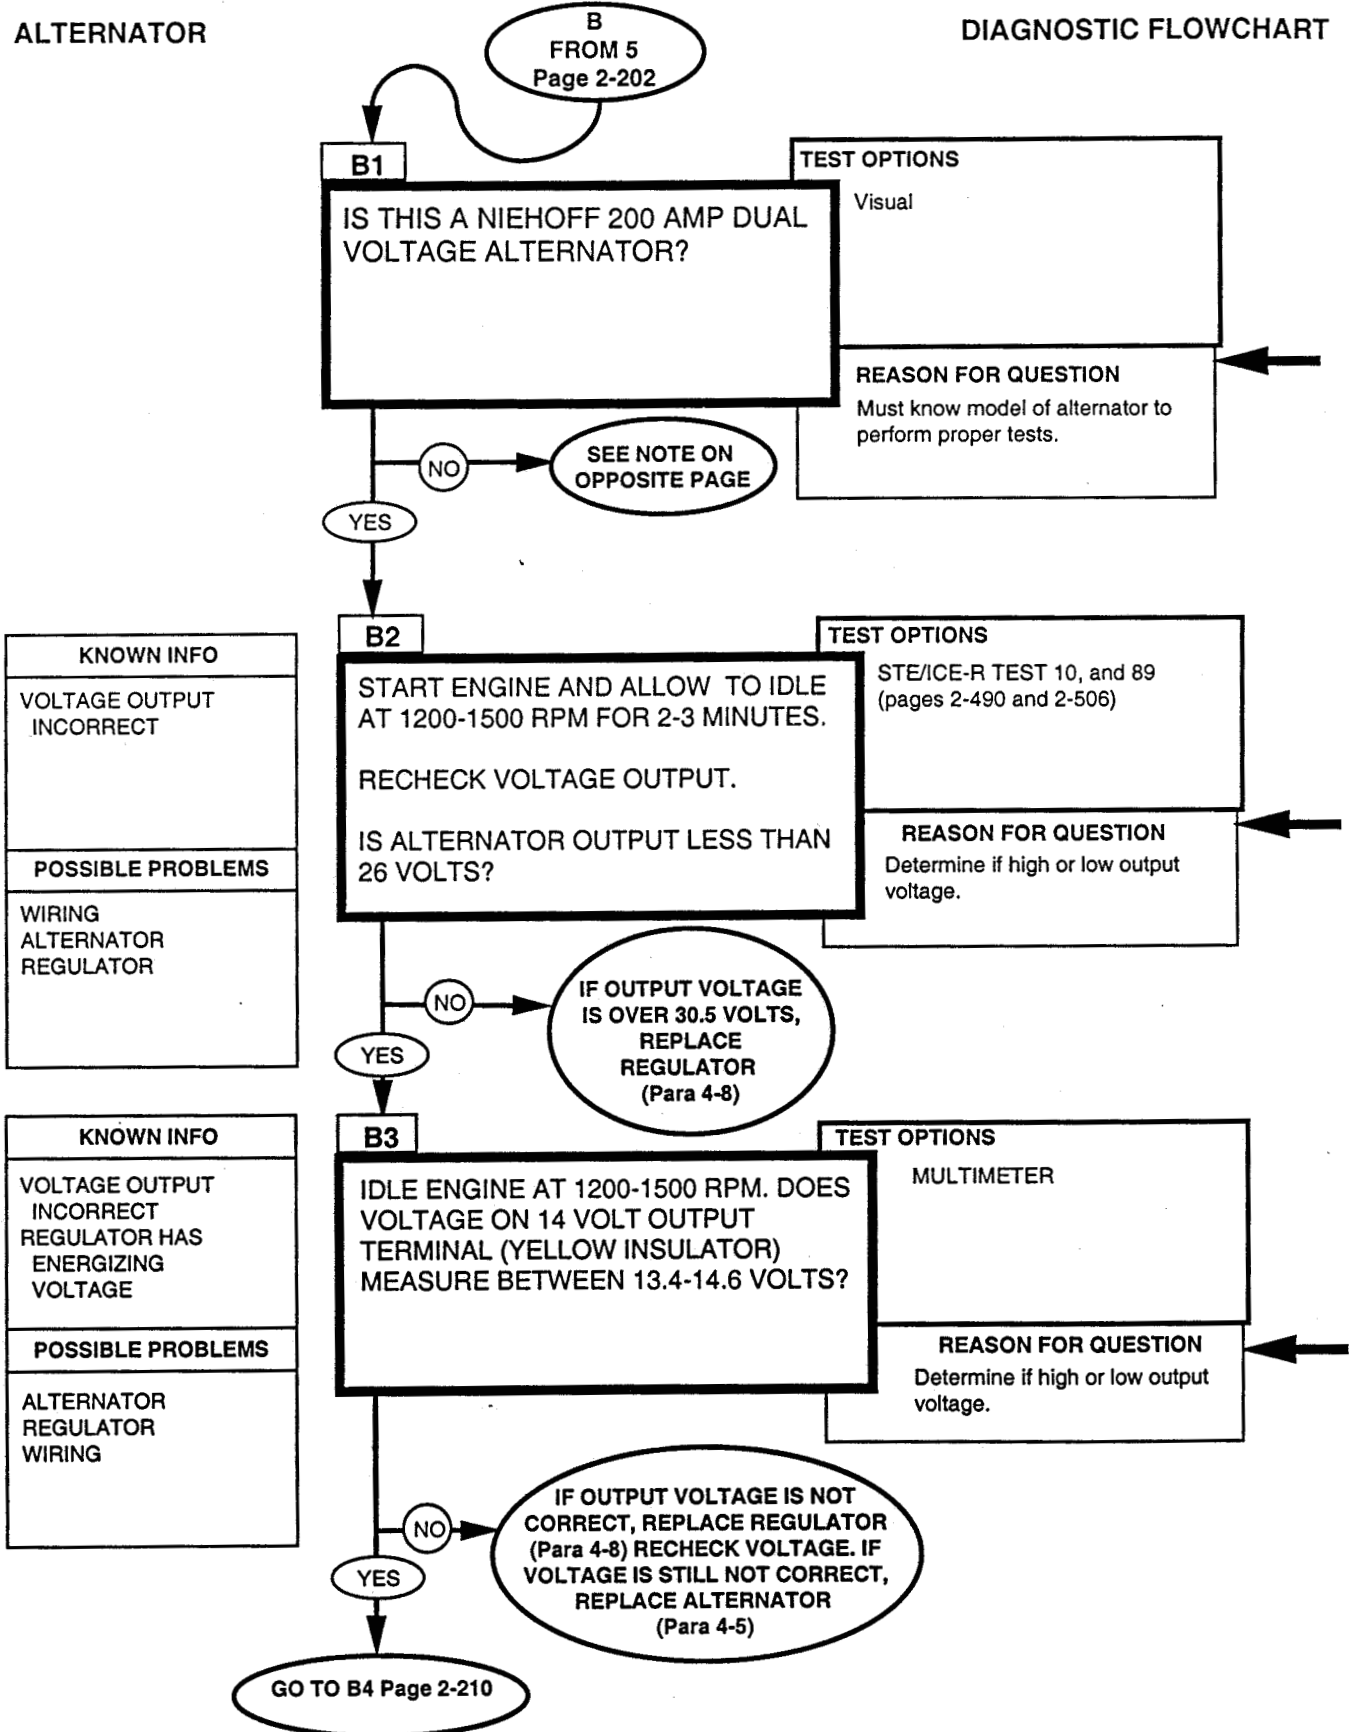 ALTERNATOR
DIAGNOSTIC FLOWCHART
B
FROM 5
Page 2-202
B1
IS THIS A NIEHOFF 200 AMP DUAL
VOLTAGE ALTERNATOR?
TEST OPTIONS
Visual
REASON FOR QUESTION
Must know model of alternator to
perform proper tests.
NO
SEE NOTE ON
OPPOSITE PAGE
YES
KNOWN INFO
VOLTAGE OUTPUT
INCORRECT
POSSIBLE PROBLEMS
WIRING
ALTERNATOR
REGULATOR
B2
START ENGINE AND ALLOW TO IDLE
AT 1200-1500 RPM FOR 2-3 MINUTES.
RECHECK VOLTAGE OUTPUT.
IS ALTERNATOR OUTPUT LESS THAN
26 VOLTS?
TEST OPTIONS
STE/ICE-R TEST 10, and 89
(pages 2-490 and 2-506)
REASON FOR QUESTION
Determine if high or low output
voltage.
NO
IF OUTPUT VOLTAGE
IS OVER 30.5 VOLTS,
REPLACE
REGULATOR
(Para 4-8)
YES
KNOWN INFO
VOLTAGE OUTPUT
INCORRECT
REGULATOR HAS
ENERGIZING
VOLTAGE
POSSIBLE PROBLEMS
ALTERNATOR
REGULATOR
WIRING
B3
IDLE ENGINE AT 1200-1500 RPM. DOES
VOLTAGE ON 14 VOLT OUTPUT
TERMINAL (YELLOW INSULATOR)
MEASURE BETWEEN 13.4-14.6 VOLTS?
TEST OPTIONS
MULTIMETER
REASON FOR QUESTION
Determine if high or low output
voltage.
NO
IF OUTPUT VOLTAGE IS NOT
CORRECT, REPLACE REGULATOR
(Para 4-8) RECHECK VOLTAGE. IF
VOLTAGE IS STILL NOT CORRECT,
REPLACE ALTERNATOR
(Para 4-5)
YES
GO TO B4 Page 2-210